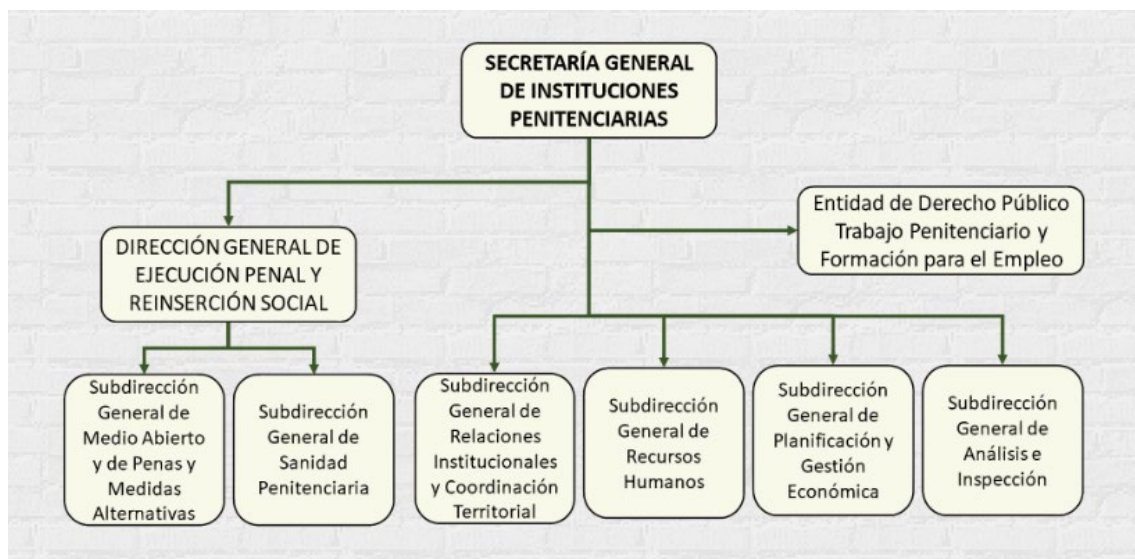 SECRETARÍA GENERAL
DE INSTITUCIONES
PENITENCIARIAS
Entidad de Derecho Público
Trabajo Penitenciario y
Formación para el Empleo
DIRECCIÓN GENERAL DE
EJECUCIÓN PENAL Y
REINSERCIÓN SOCIAL
Subdirección
General de
Medio Abierto
y de Penas y
Medidas
Alternativas
Subdirección
General de
Sanidad
Penitenciaria
Subdirección
General de
Relaciones
Institucionales
y Coordinación
Territorial
Subdirección
General de
Recursos
Humanos
Subdirección
General de
Planificación y
Gestión
Económica
Subdirección
General de
Análisis e
Inspección